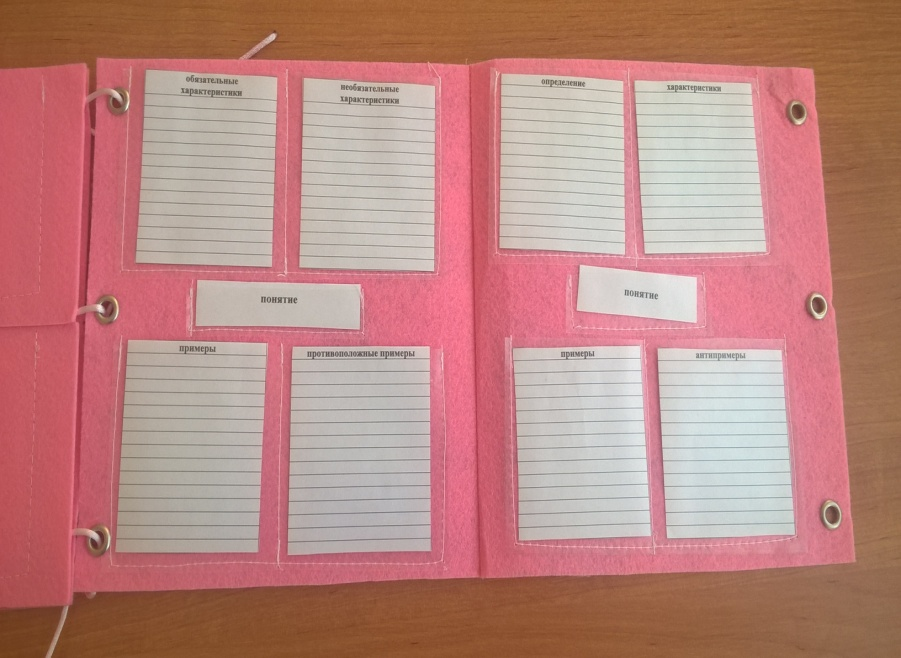 обязательные
характеристики
необязательные
характеристики
понятие
примеры
противоположные примеры
определение
характеристики
понятие
примеры
антипримеры